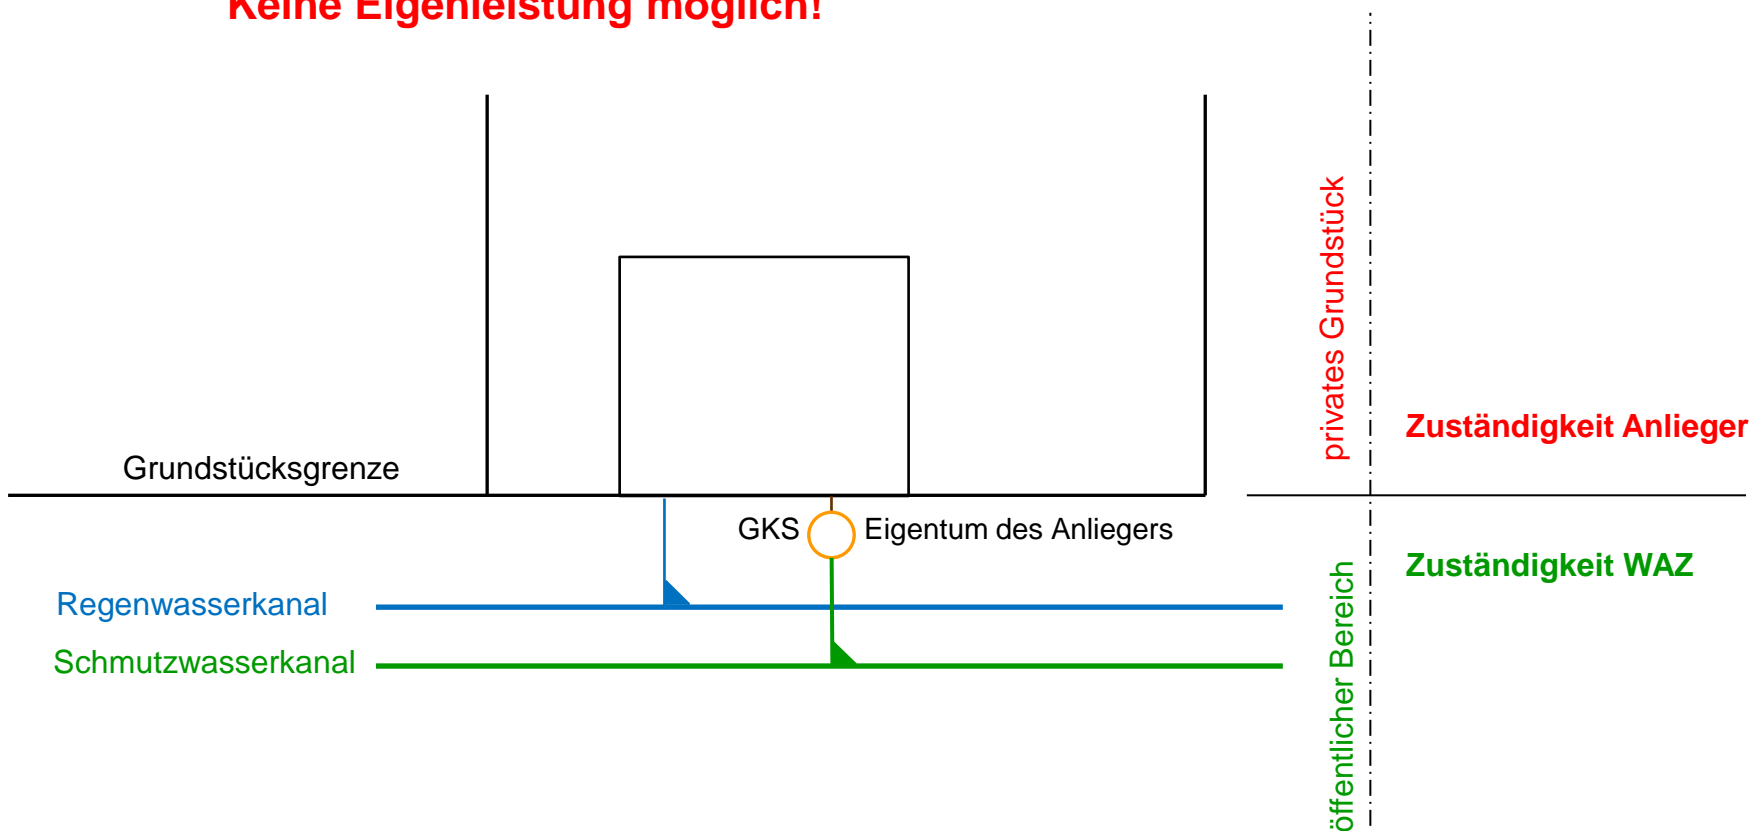 Keine Eigenleistung möglich!
privates Grundstück
Zuständigkeit Anlieger
Grundstücksgrenze
GKS
Eigentum des Anliegers
Zuständigkeit WAZ
öffentlicher Bereich
Regenwasserkanal
Schmutzwasserkanal